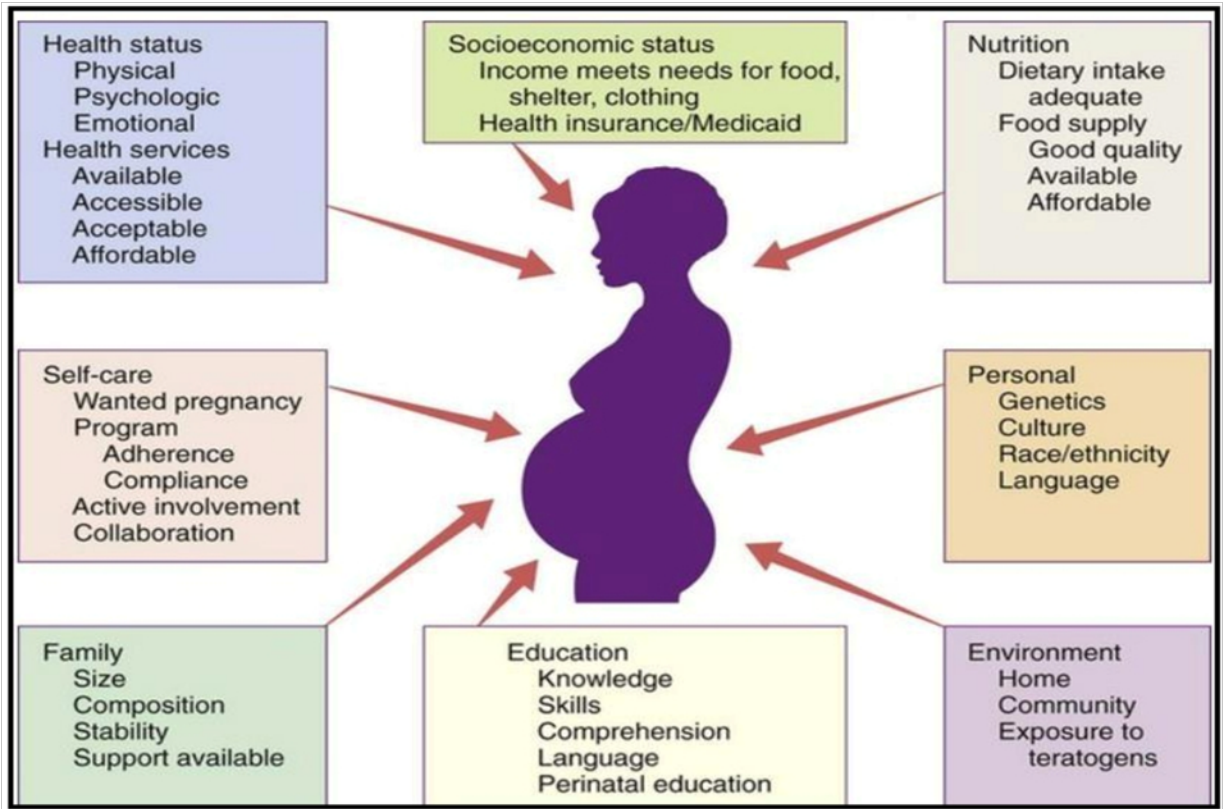 Health status
Physical
Psychologic
Emotional
Health services
Available
Accessible
Acceptable
Affordable
Socioeconomic status
Income meets needs for food,
shelter, clothing
Health insurance/Medicaid
Nutrition
Dietary intake
adequate
Food supply
Good quality
Available
Affordable
Self-care
Wanted pregnancy
Program
Adherence
Compliance
Active involvement
Collaboration
Personal
Genetics
Culture
Race/ethnicity
Language
Family
Size
Composition
Stability
Support available
Education
Knowledge
Skills
Comprehension
Language
Perinatal education
Environment
Home
Community
Exposure to
teratogens